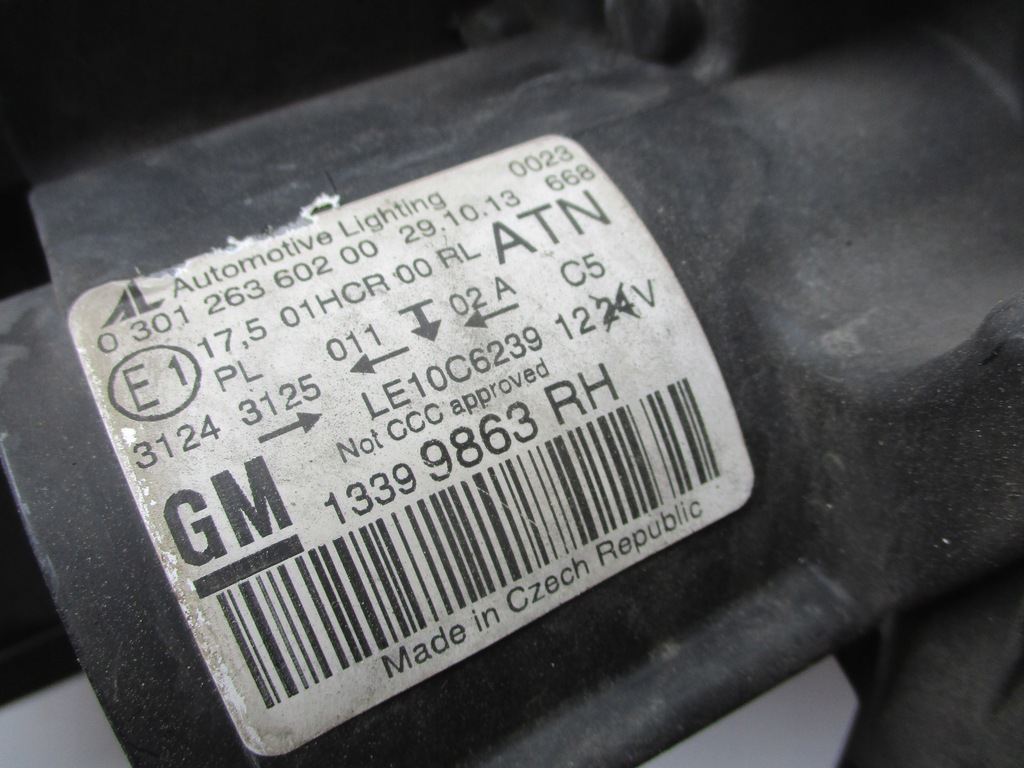 AL Automotive Lighting 0023
0 301 263 602 00 29.10.13 668
E1 17,5 01HCR 00 RL ATN
PL 011 02 A C5
3124 3125 LE10C6239 12 24V
Not CCC approved
GM 1339 9863 RH
Made in Czech Republic